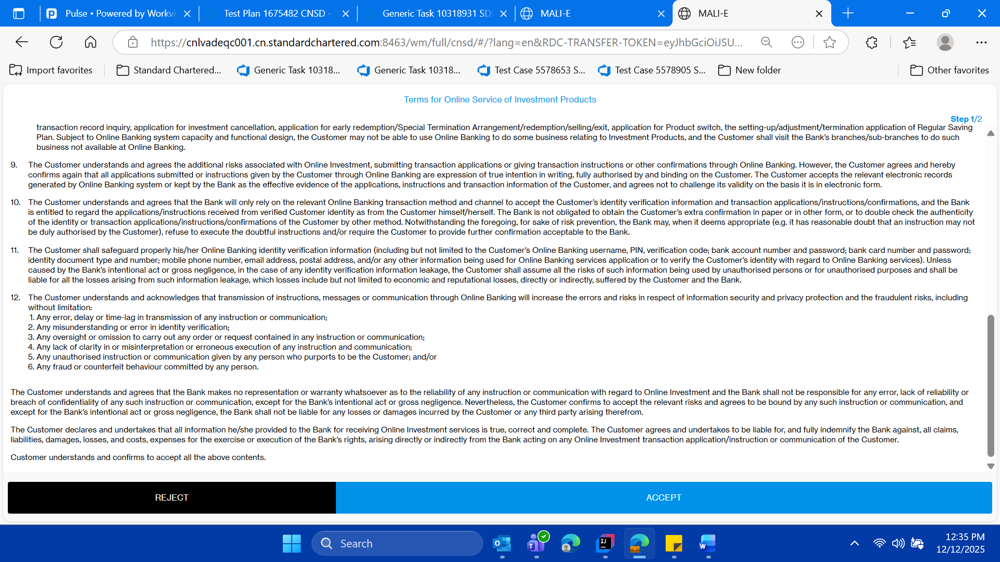 Pulse • Powered by Workvi
Test Plan 1675482 CNSD -
Generic Task 10318931 SD
MALI-E
MALI-E
https://cnlvadeqc001.cn.standardchartered.com:8463/wm/full/cnsd/#/?lang=en&RDC-TRANSFER-TOKEN=eyJhbGciOiJSU...
Import favorites
Standard Chartered...
Generic Task 10318...
Generic Task 10318...
Test Case 5578653 S...
Test Case 5578905 S...
New folder
Other favorites
Terms for Online Service of Investment Products
Step 1/2
transaction record inquiry, application for investment cancellation, application for early redemption/Special Termination Arrangement/redemption/selling/exit, application for Product switch, the setting-up/adjustment/termination application of Regular Saving
Plan. Subject to Online Banking system capacity and functional design, the Customer may not be able to use Online Banking to do some business relating to Investment Products, and the Customer shall visit the Bank's branches/sub-branches to do such
business not available at Online Banking.
9. The Customer understands and agrees the additional risks associated with Online Investment, submitting transaction applications or giving transaction instructions or other confirmations through Online Banking. However, the Customer agrees and hereby
confirms again that all applications submitted or instructions given by the Customer through Online Banking are expression of true intention in writing, fully authorised by and binding on the Customer. The Customer accepts the relevant electronic records
generated by Online Banking system or kept by the Bank as the effective evidence of the applications, instructions and transaction information of the Customer, and agrees not to challenge its validity on the basis it is in electronic form.
10. The Customer understands and agrees that the Bank will only rely on the relevant Online Banking transaction method and channel to accept the Customer's identity verification information and transaction applications/instructions/confirmations, and the Bank
is entitled to regard the applications/instructions received from verified Customer identity as from the Customer himself/herself. The Bank is not obligated to obtain the Customer's extra confirmation in paper or in other form, or to double check the authenticity
of the identity or transaction applications/instructions/confirmations of the Customer by other method. Notwithstanding the foregoing, for sake of risk prevention, the Bank may, when it deems appropriate (e.g. it has reasonable doubt that an instruction may not
be duly authorised by the Customer), refuse to execute the doubtful instructions and/or require the Customer to provide further confirmation acceptable to the Bank.
11. The Customer shall safeguard properly his/her Online Banking identity verification information (including but not limited to the Customer's Online Banking username, PIN, verification code; bank account number and password; bank card number and password;
identity document type and number; mobile phone number, email address, postal address, and/or any other information being used for Online Banking services application or to verify the Customer's identity with regard to Online Banking services). Unless
caused by the Bank's intentional act or gross negligence, in the case of any identity verification information leakage, the Customer shall assume all the risks of such information being used by unauthorised persons or for unauthorised purposes and shall be
liable for all the losses arising from such information leakage, which losses include but not limited to economic and reputational losses, directly or indirectly, suffered by the Customer and the Bank.
12. The Customer understands and acknowledges that transmission of instructions, messages or communication through Online Banking will increase the errors and risks in respect of information security and privacy protection and the fraudulent risks, including
without limitation:
1. Any error, delay or time-lag in transmission of any instruction or communication;
2. Any misunderstanding or error in identity verification;
3. Any oversight or omission to carry out any order or request contained in any instruction or communication;
4. Any lack of clarity in or misinterpretation or erroneous execution of any instruction and communication;
5. Any unauthorised instruction or communication given by any person who purports to be the Customer; and/or
6. Any fraud or counterfeit behaviour committed by any person.
The Customer understands and agrees that the Bank makes no representation or warranty whatsoever as to the reliability of any instruction or communication with regard to Online Investment and the Bank shall not be responsible for any error, lack of reliability or
breach of confidentiality of any such instruction or communication, except for the Bank's intentional act or gross negligence. Nevertheless, the Customer confirms to accept the relevant risks and agrees to be bound by any such instruction or communication, and
except for the Bank's intentional act or gross negligence, the Bank shall not be liable for any losses or damages incurred by the Customer or any third party arising therefrom.
The Customer declares and undertakes that all information he/she provided to the Bank for receiving Online Investment services is true, correct and complete. The Customer agrees and undertakes to be liable for, and fully indemnify the Bank against, all claims,
liabilities, damages, losses, and costs, expenses for the exercise or execution of the Bank's rights, arising directly or indirectly from the Bank acting on any Online Investment transaction application/instruction or communication of the Customer.
Customer understands and confirms to accept all the above contents.
REJECT
ACCEPT
Search
12:35 PM
12/12/2025